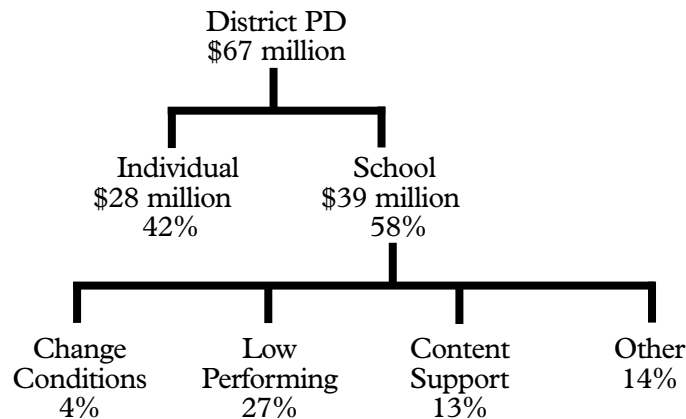 District PD
$67 million
Individual
$28 million
42%
School
$39 million
58%
Change
Conditions
4%
Low
Performing
27%
Content
Support
13%
Other
14%